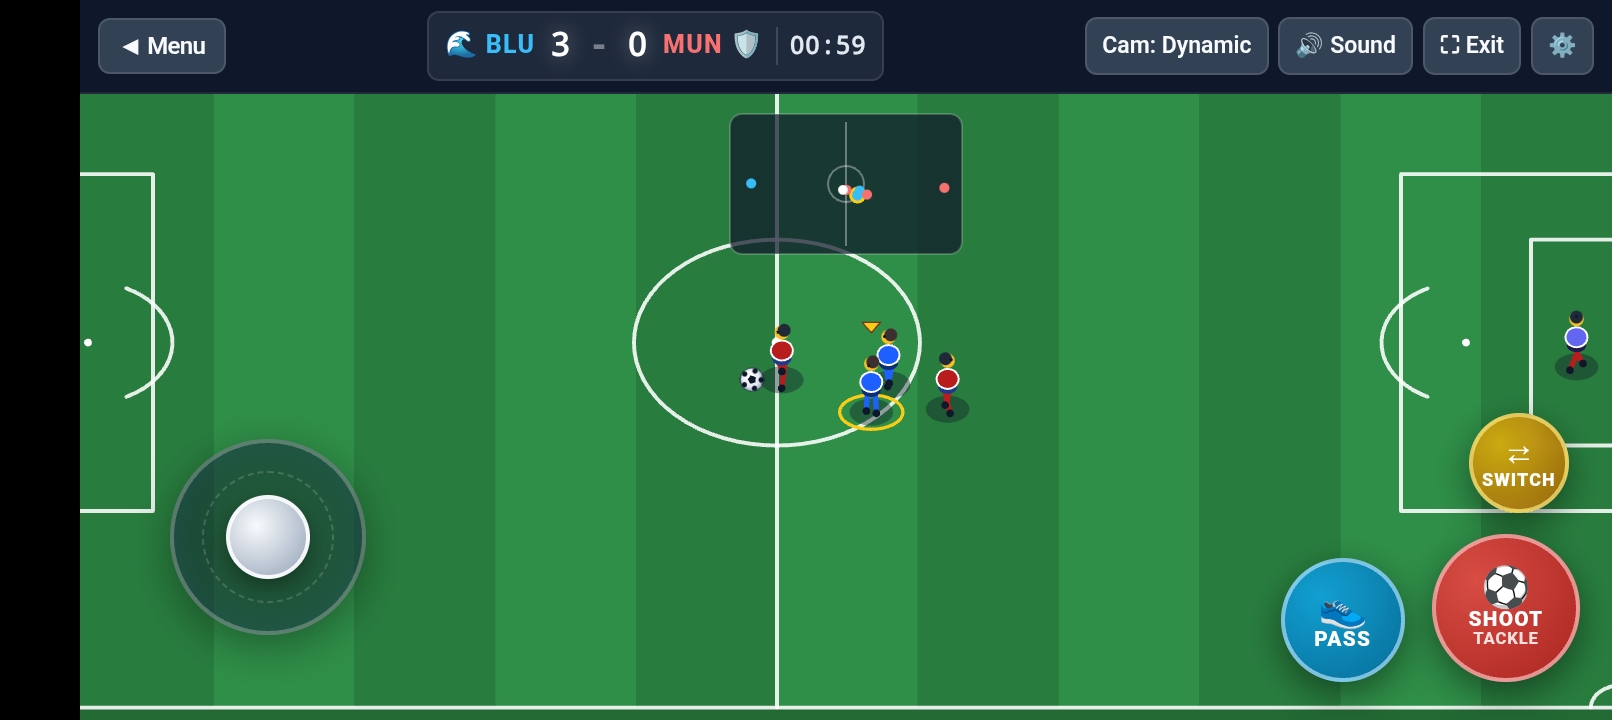 ◀ Menu
🌊 BLU 3 - 0 MUN 🛡️ 00:59
Cam: Dynamic
🔊 Sound
⛶ Exit
⚙️
⇄
SWITCH
👟
PASS
⚽
SHOOT
TACKLE